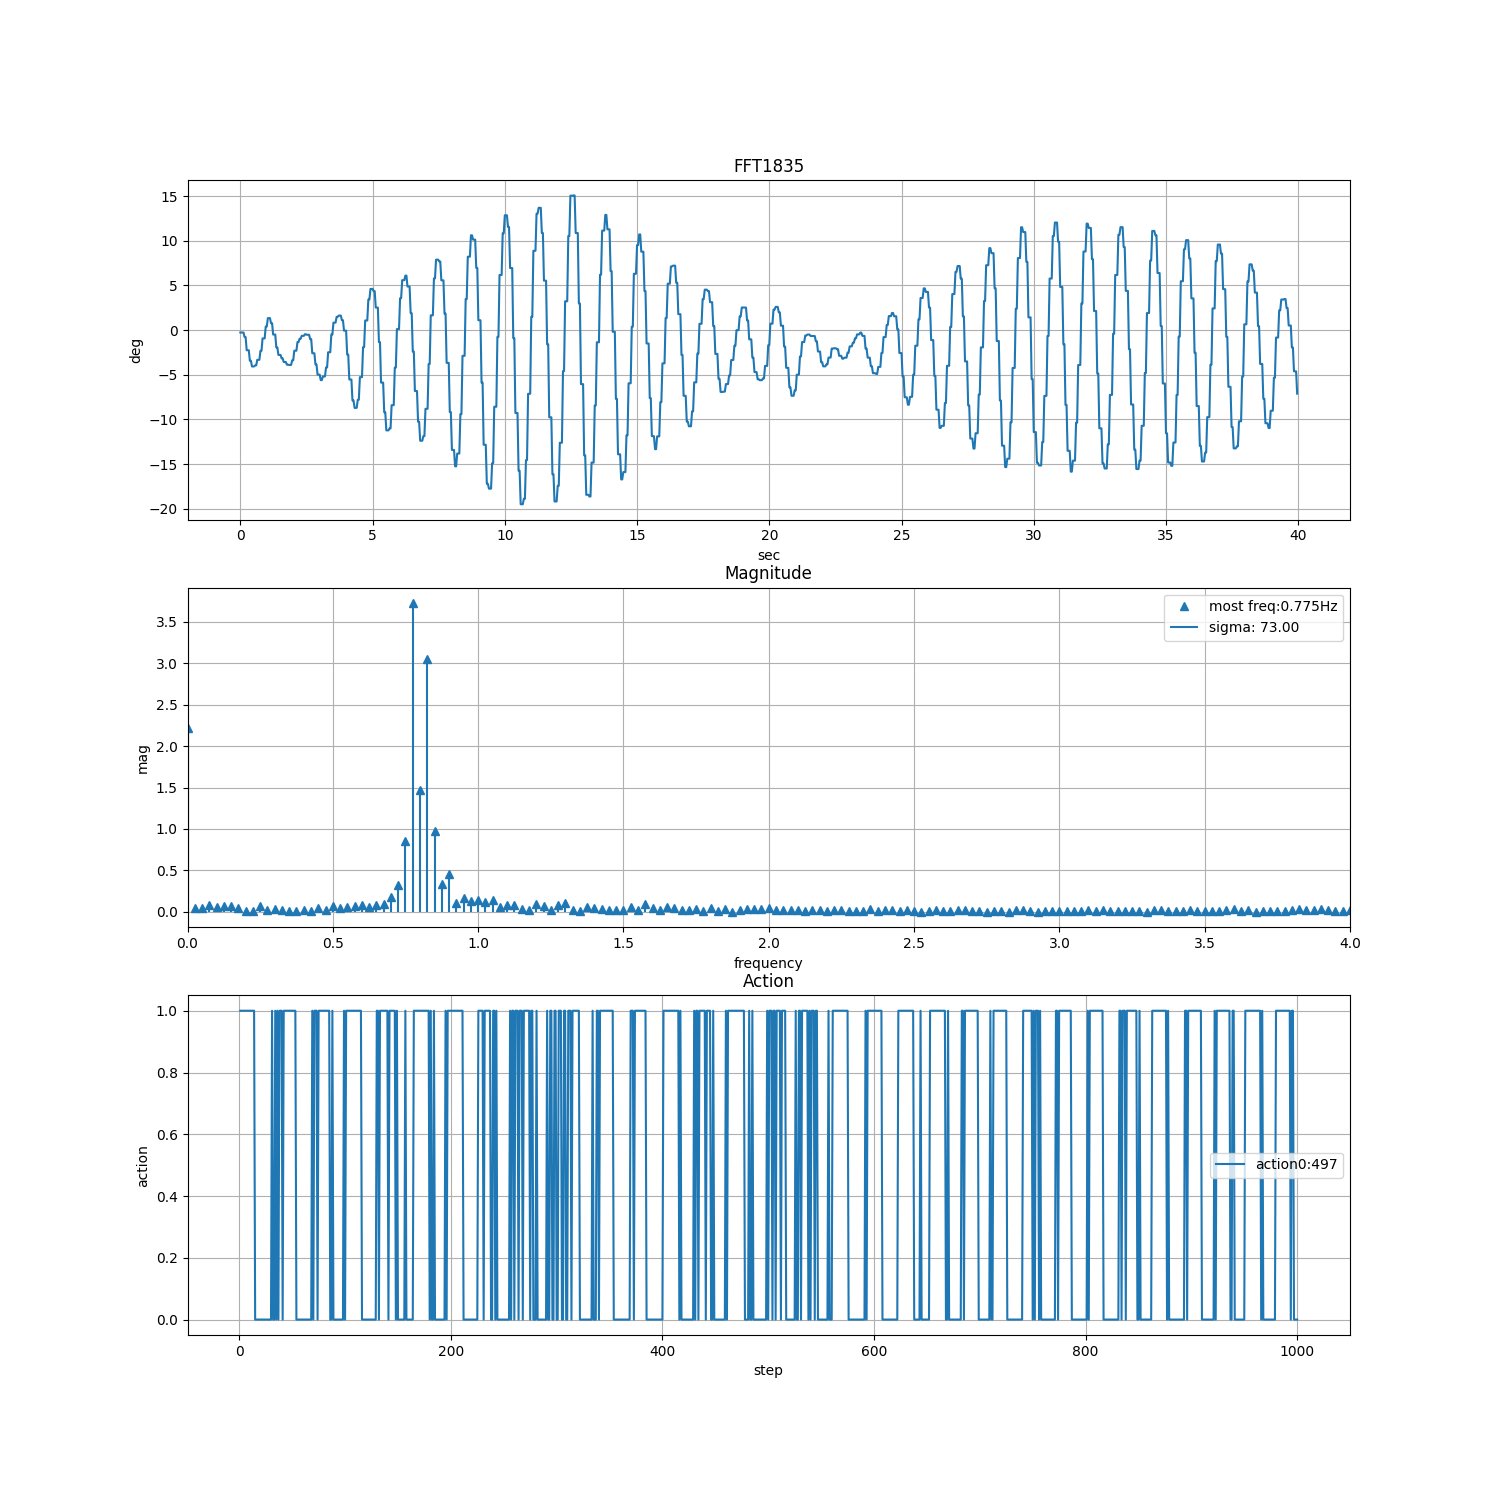 FFT1835
15
10
5
0
−5
−10
−15
−20
deg
0 5 10 15 20 25 30 35 40
sec
Magnitude
most freq:0.775Hz
sigma: 73.00
3.5
3.0
2.5
2.0
1.5
1.0
0.5
0.0
mag
0.0 0.5 1.0 1.5 2.0 2.5 3.0 3.5 4.0
frequency
Action
1.0
0.8
0.6
0.4
0.2
0.0
action
action0:497
0 200 400 600 800 1000
step